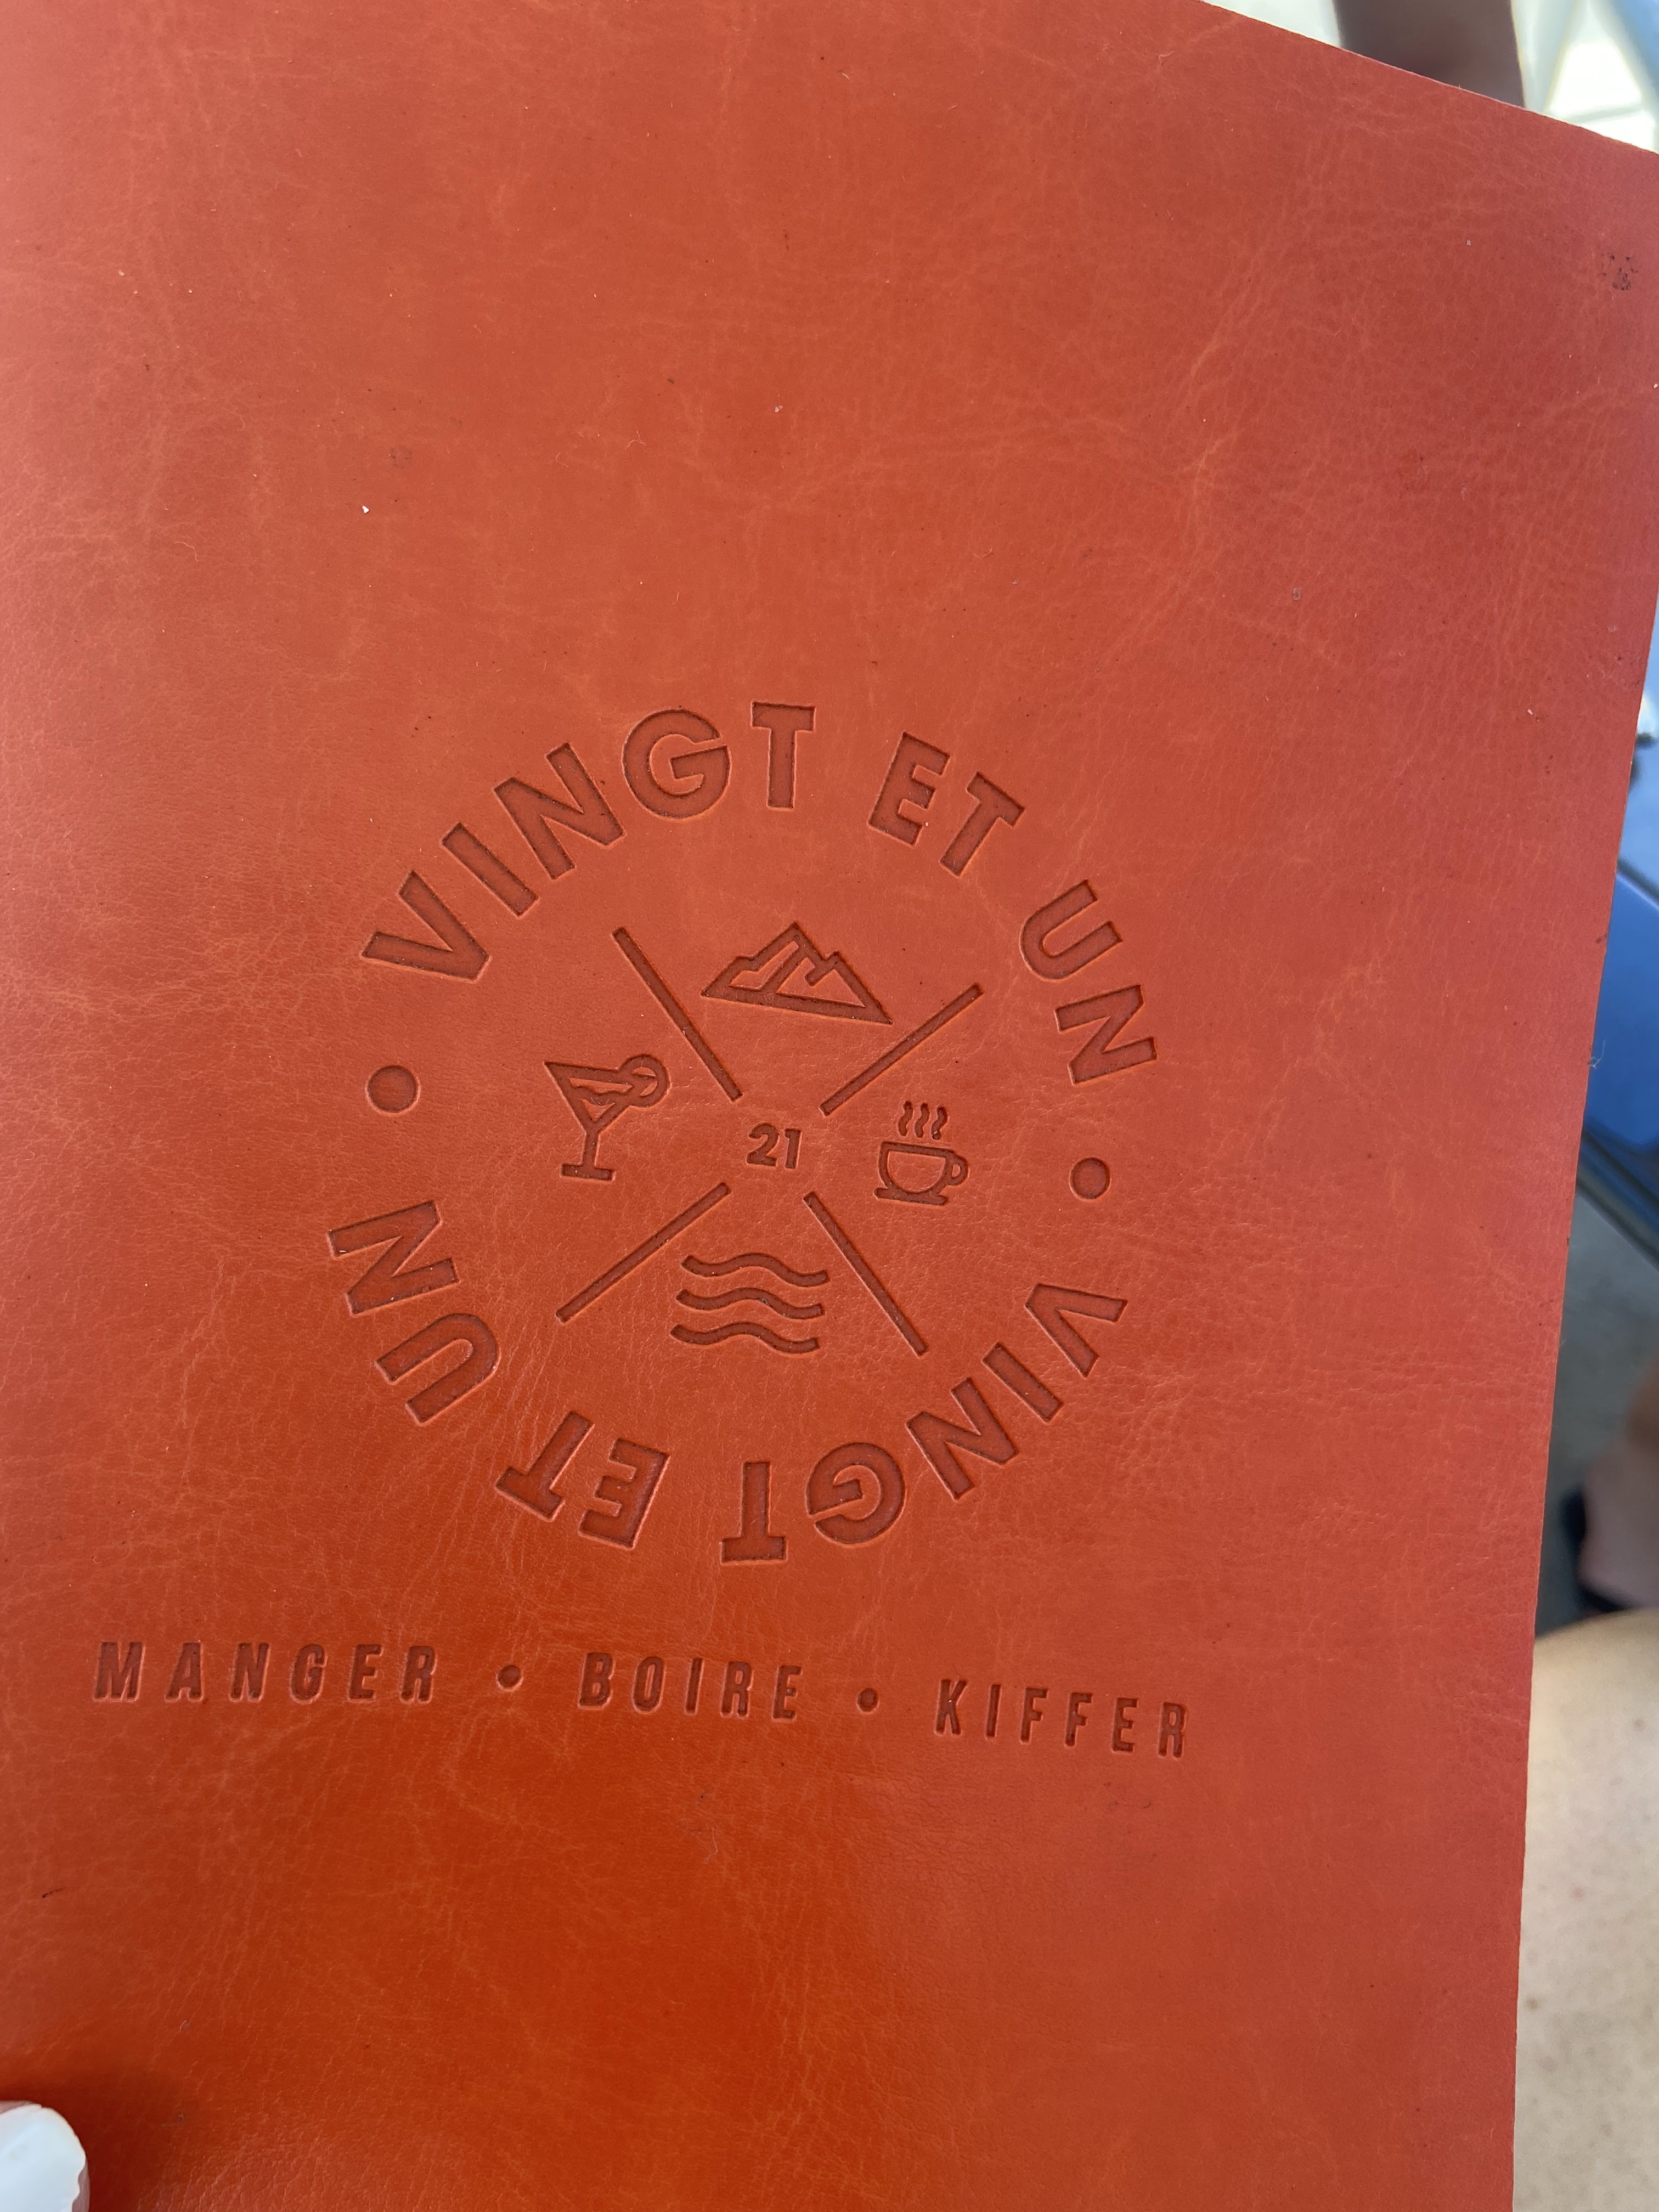 VINGT ET UN
21
VINGT ET UN
MANGER • BOIRE • KIFFER